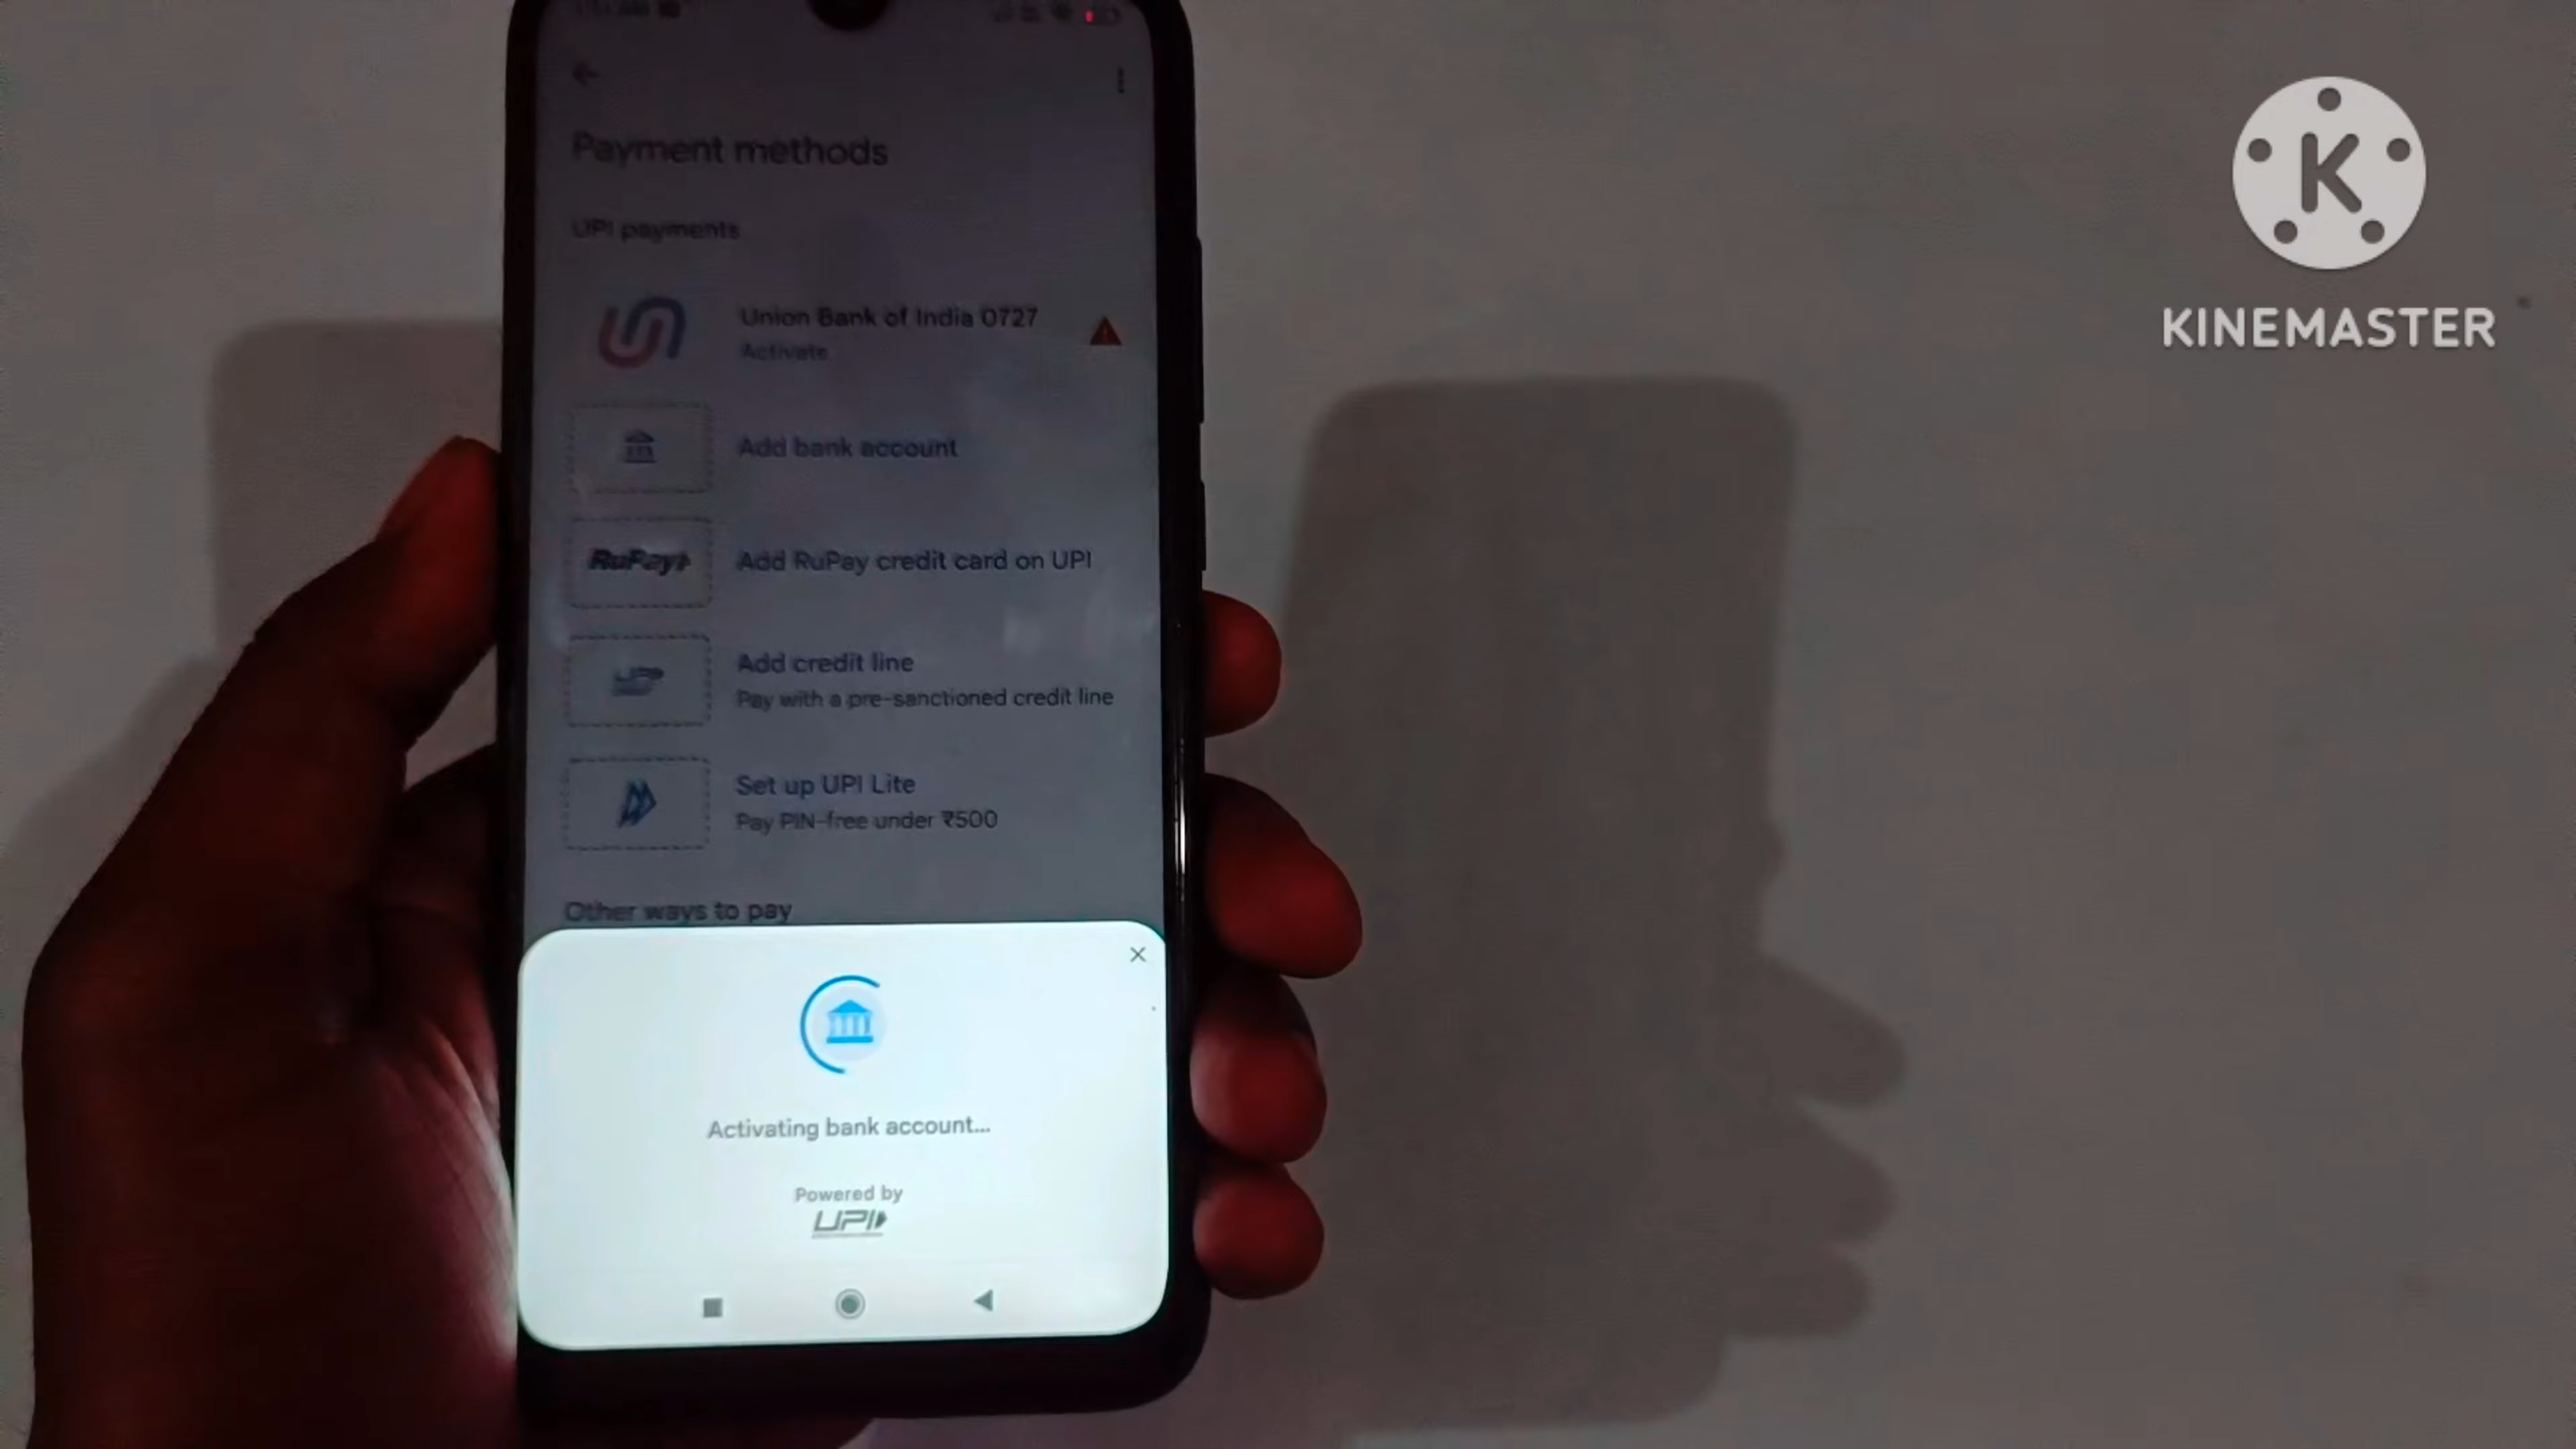 Payment methods
UPI payments
Union Bank of India 0727
Activate
Add bank account
RuPay
Add RuPay credit card on UPI
UPI
Add credit line
Pay with a pre-sanctioned credit line
Set up UPI Lite
Pay PIN-free under ₹500
Other ways to pay
Activating bank account...
Powered by
UPI
K
KINEMASTER